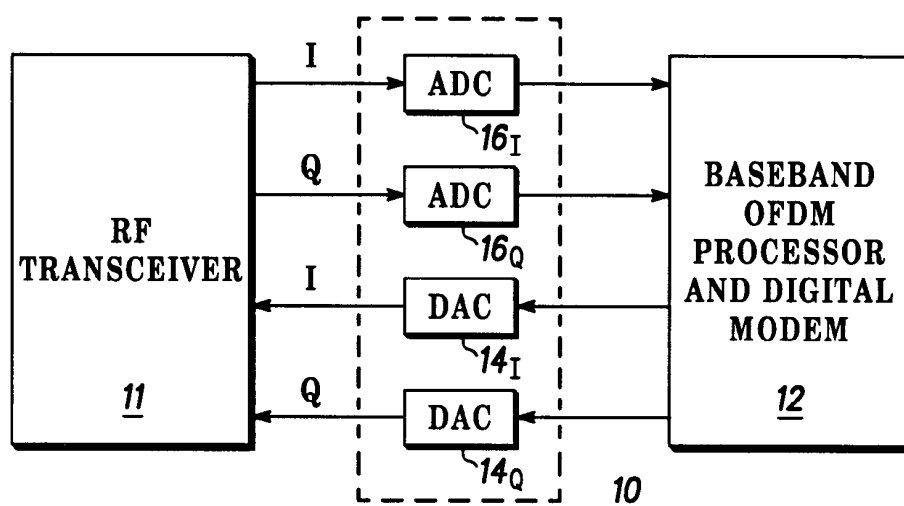 I
ADC
16I
Q
ADC
16Q
RF
TRANSCEIVER
11
I
DAC
14I
Q
DAC
14Q
BASEBAND
OFDM
PROCESSOR
AND DIGITAL
MODEM
12
10